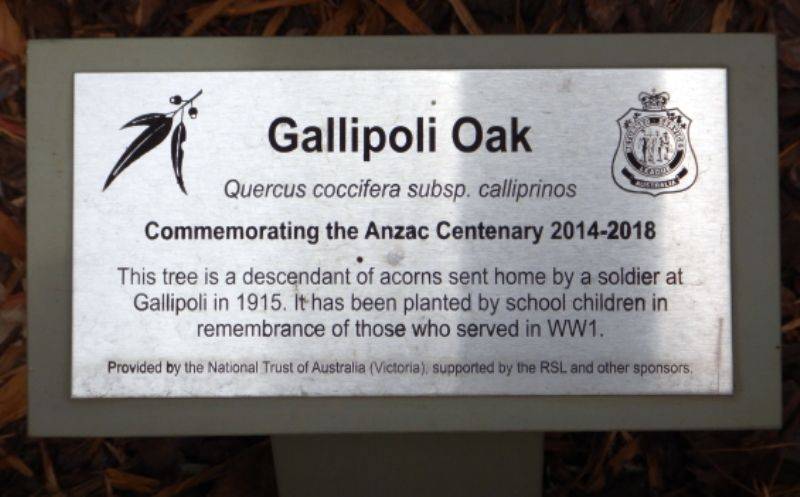 Gallipoli Oak
Quercus coccifera subsp. calliprinos
Commemorating the Anzac Centenary 2014-2018
This tree is a descendant of acorns sent home by a soldier at
Gallipoli in 1915. It has been planted by school children in
remembrance of those who served in WW1.
Provided by the National Trust of Australia (Victoria), supported by the RSL and other sponsors.
LEAGUE
AUSTRALIA